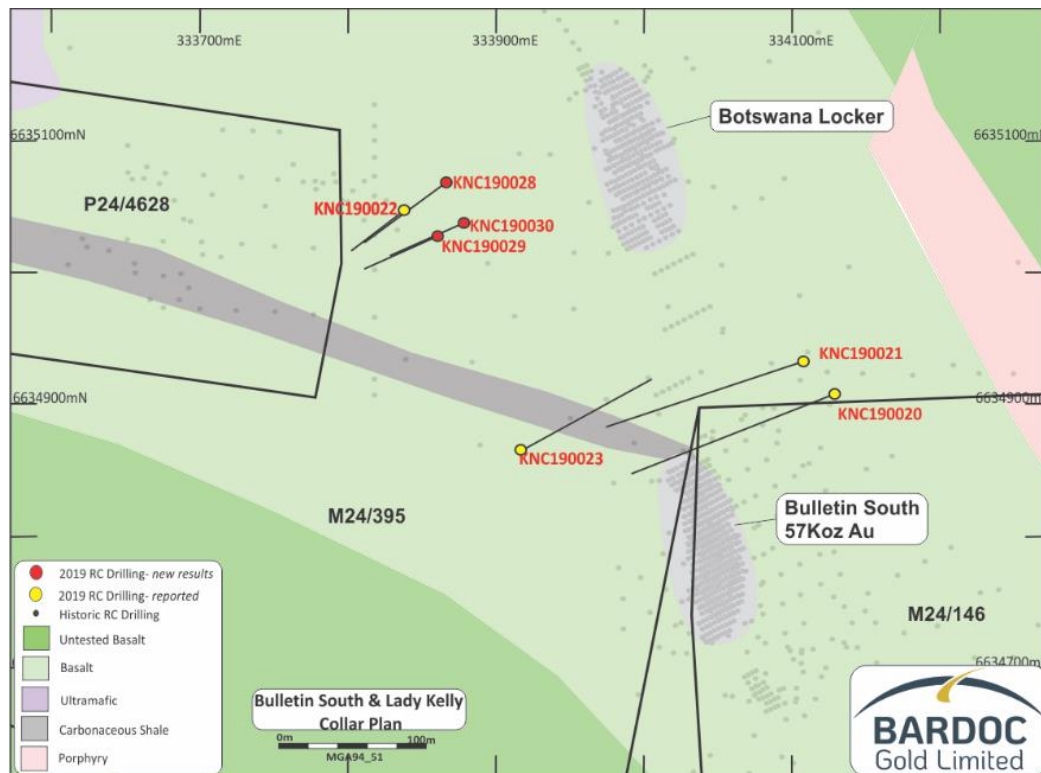 333700mE
333900mE
334100mE
Botswana Locker
6635100mN
6635100mN
KNC190028
P24/4628
KNC190022
KNC190030
KNC190029
KNC190021
6634900mN
6634900mN
KNC190020
KNC190023
Bulletin South
57Koz Au
M24/395
2019 RC Drilling- new results
2019 RC Drilling- reported
Historic RC Drilling
Untested Basalt
Basalt
Ultramafic
Carbonaceous Shale
Porphyry
M24/146
6634700mN
Bulletin South & Lady Kelly
Collar Plan
0m 100m
MGA94_51
BARDOC
Gold Limited